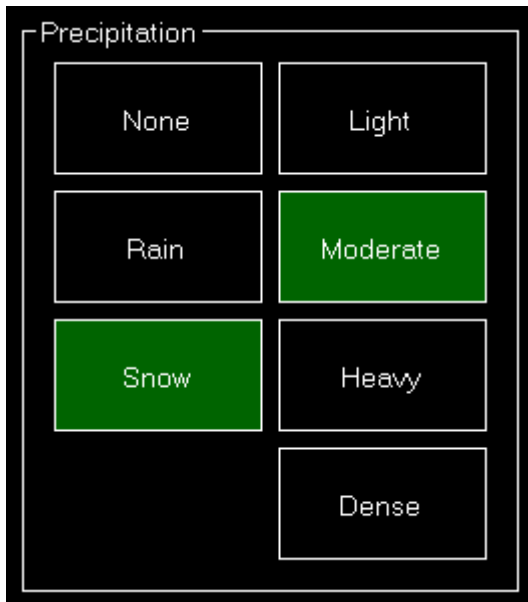 Precipitation
None
Light
Rain
Moderate
Snow
Heavy
Dense